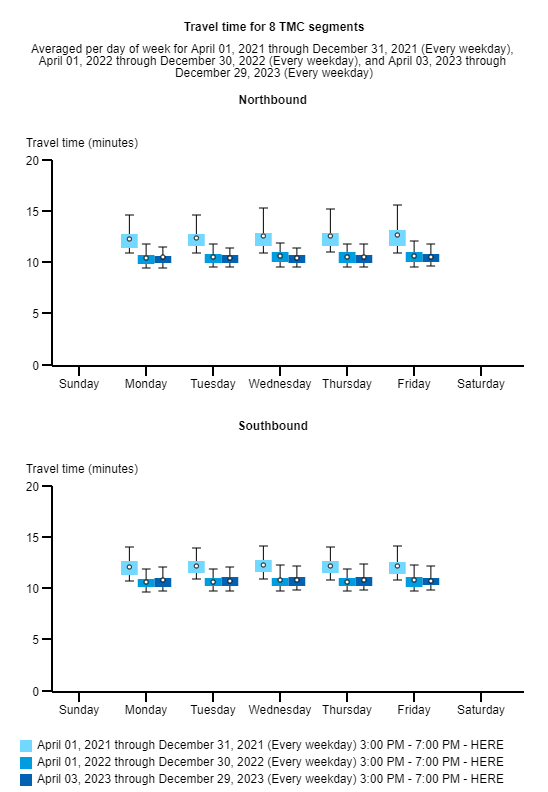 Travel time for 8 TMC segments
Averaged per day of week for April 01, 2021 through December 31, 2021 (Every weekday),
April 01, 2022 through December 30, 2022 (Every weekday), and April 03, 2023 through
December 29, 2023 (Every weekday)
Northbound
Travel time (minutes)
20
15
10
5
0
Sunday Monday Tuesday Wednesday Thursday Friday Saturday
Southbound
Travel time (minutes)
20
15
10
5
0
Sunday Monday Tuesday Wednesday Thursday Friday Saturday
April 01, 2021 through December 31, 2021 (Every weekday) 3:00 PM - 7:00 PM - HERE
April 01, 2022 through December 30, 2022 (Every weekday) 3:00 PM - 7:00 PM - HERE
April 03, 2023 through December 29, 2023 (Every weekday) 3:00 PM - 7:00 PM - HERE